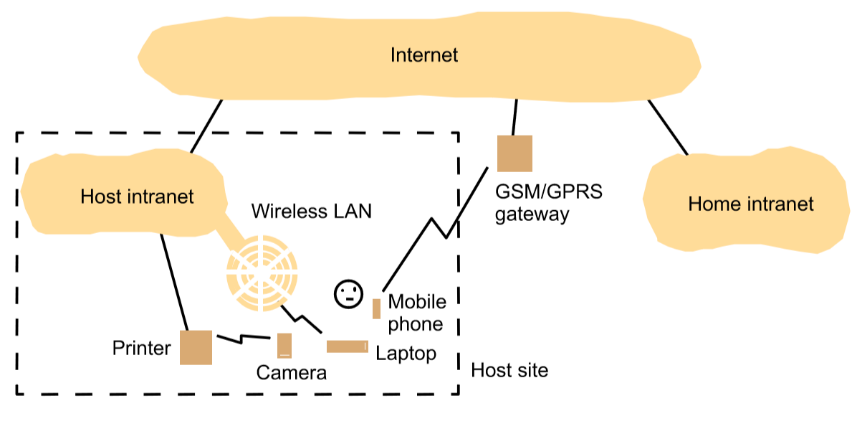 Internet
Host intranet
Wireless LAN
GSM/GPRS
gateway
Home intranet
Mobile
phone
Printer
Laptop
Camera
Host site